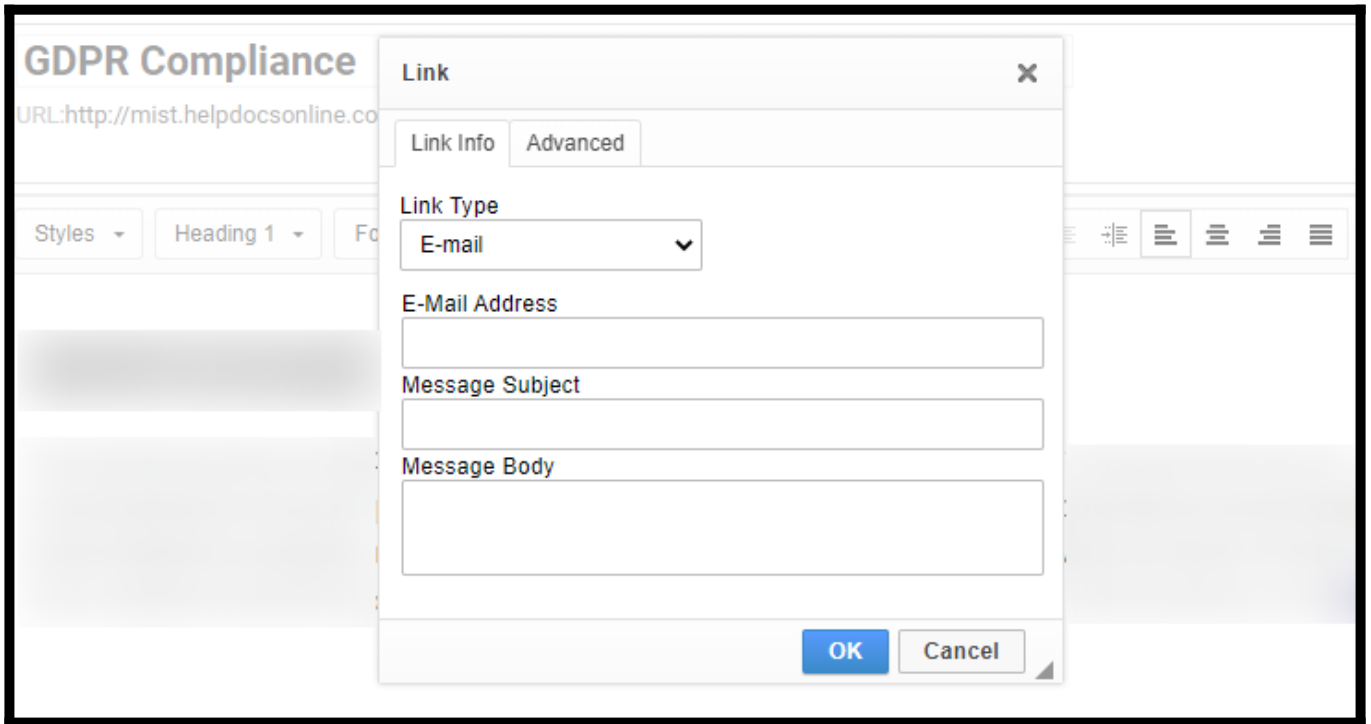 GDPR Compliance
URL:http://mist.helpdocsonline.co
Link
Link Info Advanced
Link Type
E-mail
Styles Heading 1 Fo
E-Mail Address
Message Subject
Message Body
OK Cancel